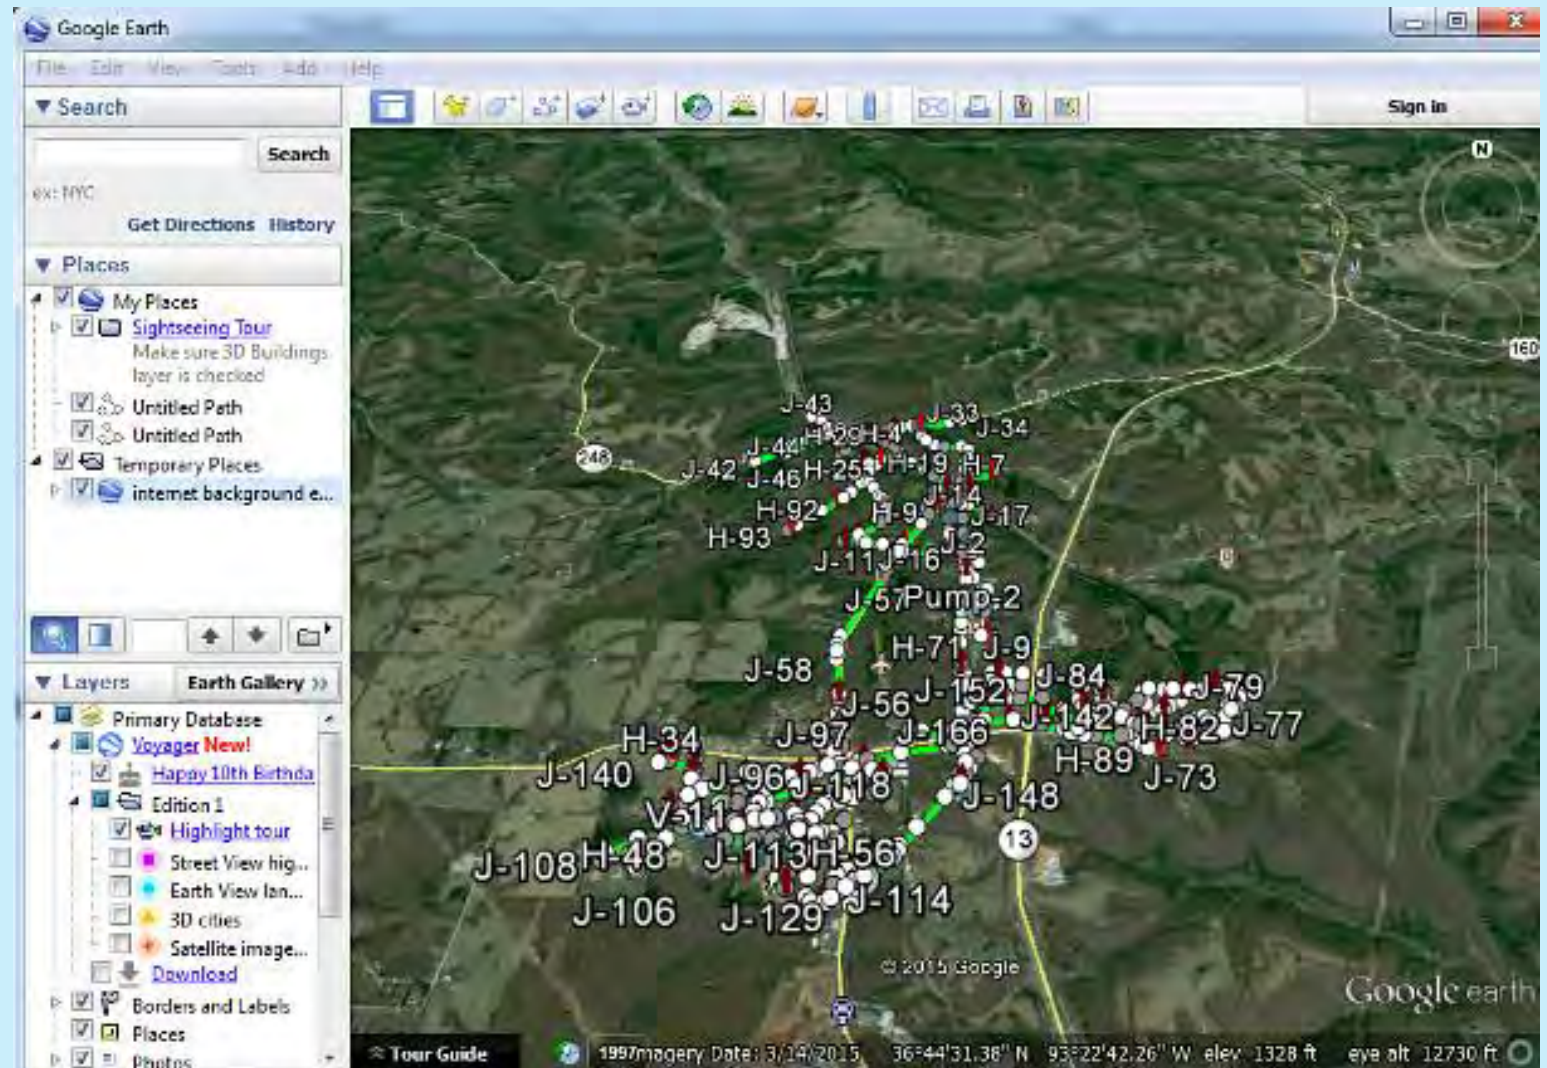 Google Earth
File Edit View Tools Add Help
Search
Sign in
Search
ex: NYC
Get Directions History
Places
My Places
Sightseeing Tour
Make sure 3D Buildings
layer is checked
Untitled Path
Untitled Path
Temporary Places
internet background e...
Layers
Earth Gallery »
Primary Database
Voyager New!
Happy 10th Birthda
Edition 1
Highlight tour
Street View hig...
Earth View lan...
3D cities
Satellite image...
Download
Borders and Labels
Places
Photos
N
160
J-43
J-33
J-34
H-4
J-44
248
J-42
J-46
H-25
H-19
H-7
J-14
H-92
H-9
J-17
H-93
J-2
J-11
J-16
J-57
Pump-2
H-71
J-9
J-58
J-84
J-152
J-79
J-56
J-142
H-82
J-77
H-34
J-97
J-166
H-89
J-73
J-140
J-96
J-118
J-148
V-11
13
J-108
H-48
J-113
H-56
J-106
J-129
J-114
© 2015 Google
Google earth
Tour Guide
1997
magery Date: 3/14/2015 36°44'31.38" N 93°22'42.26" W elev 1328 ft eye alt 12730 ft